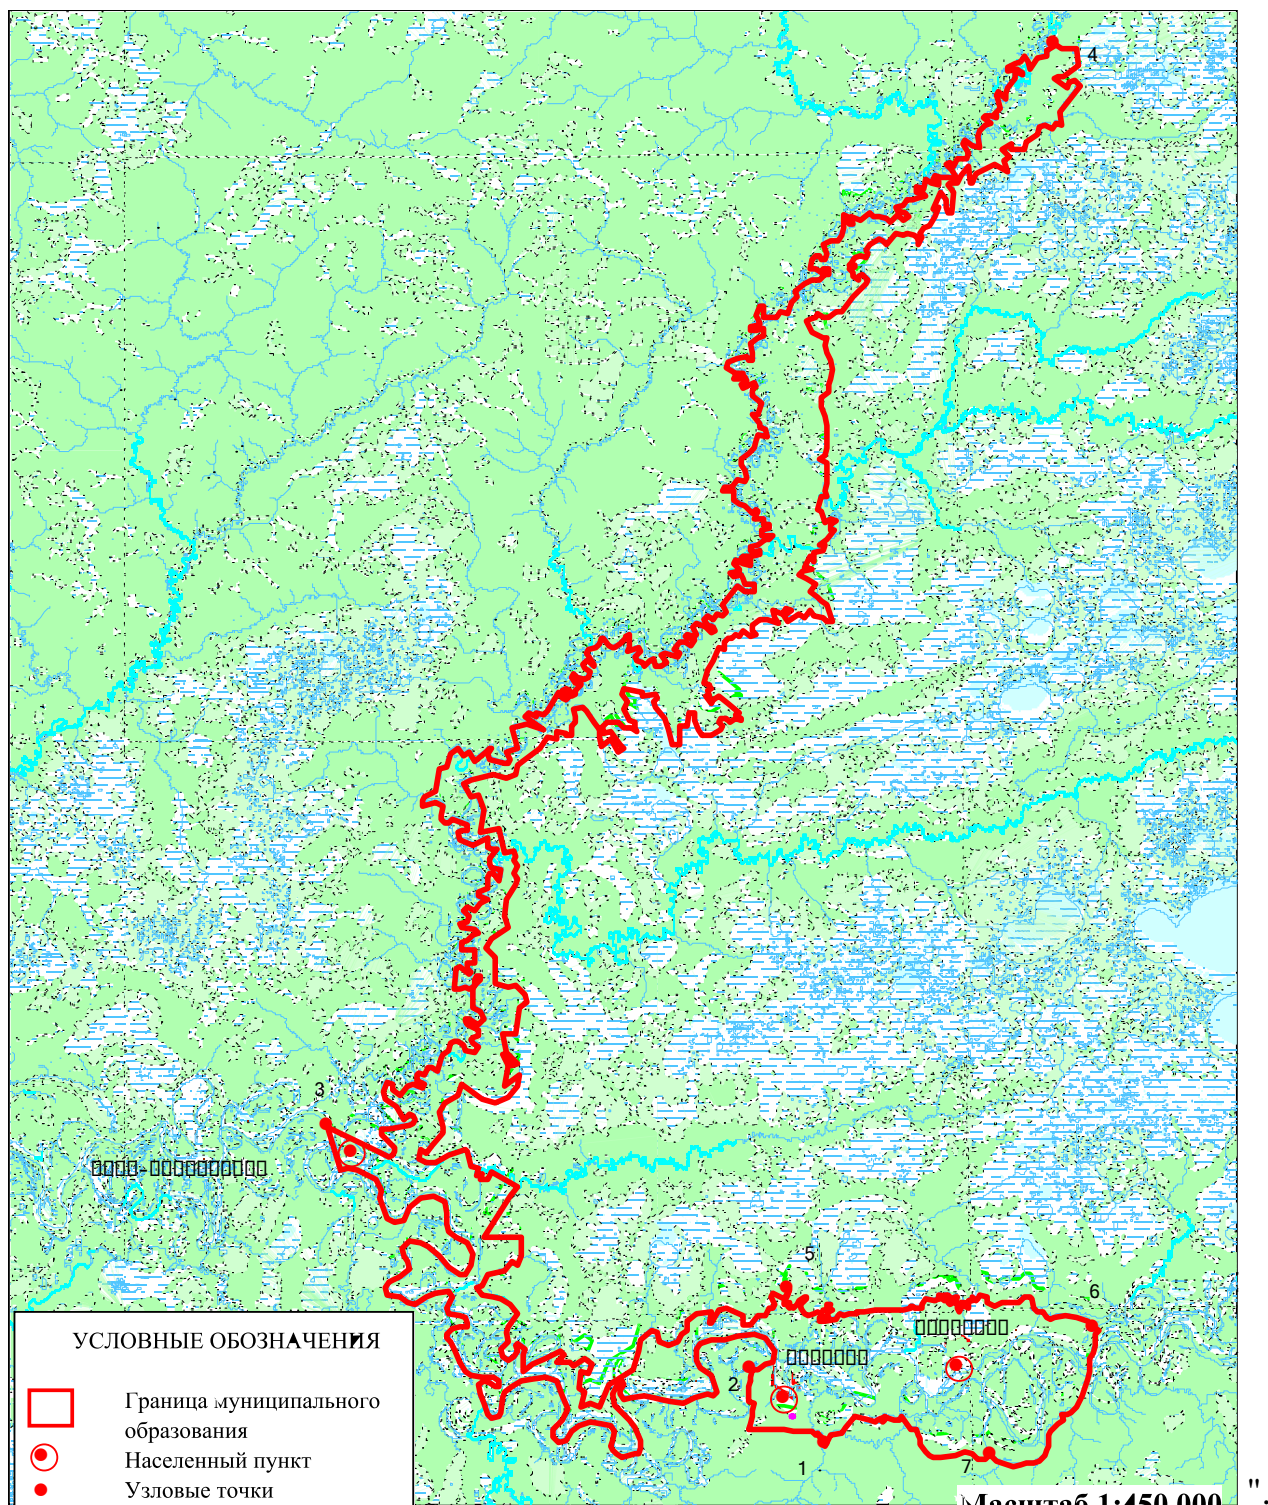 4
3
5
6
2
1
7
УСЛОВНЫЕ ОБОЗНАЧЕНИЯ
Граница муниципального
образования
Населенный пункт
Узловые точки
Масштаб 1:450 000
".